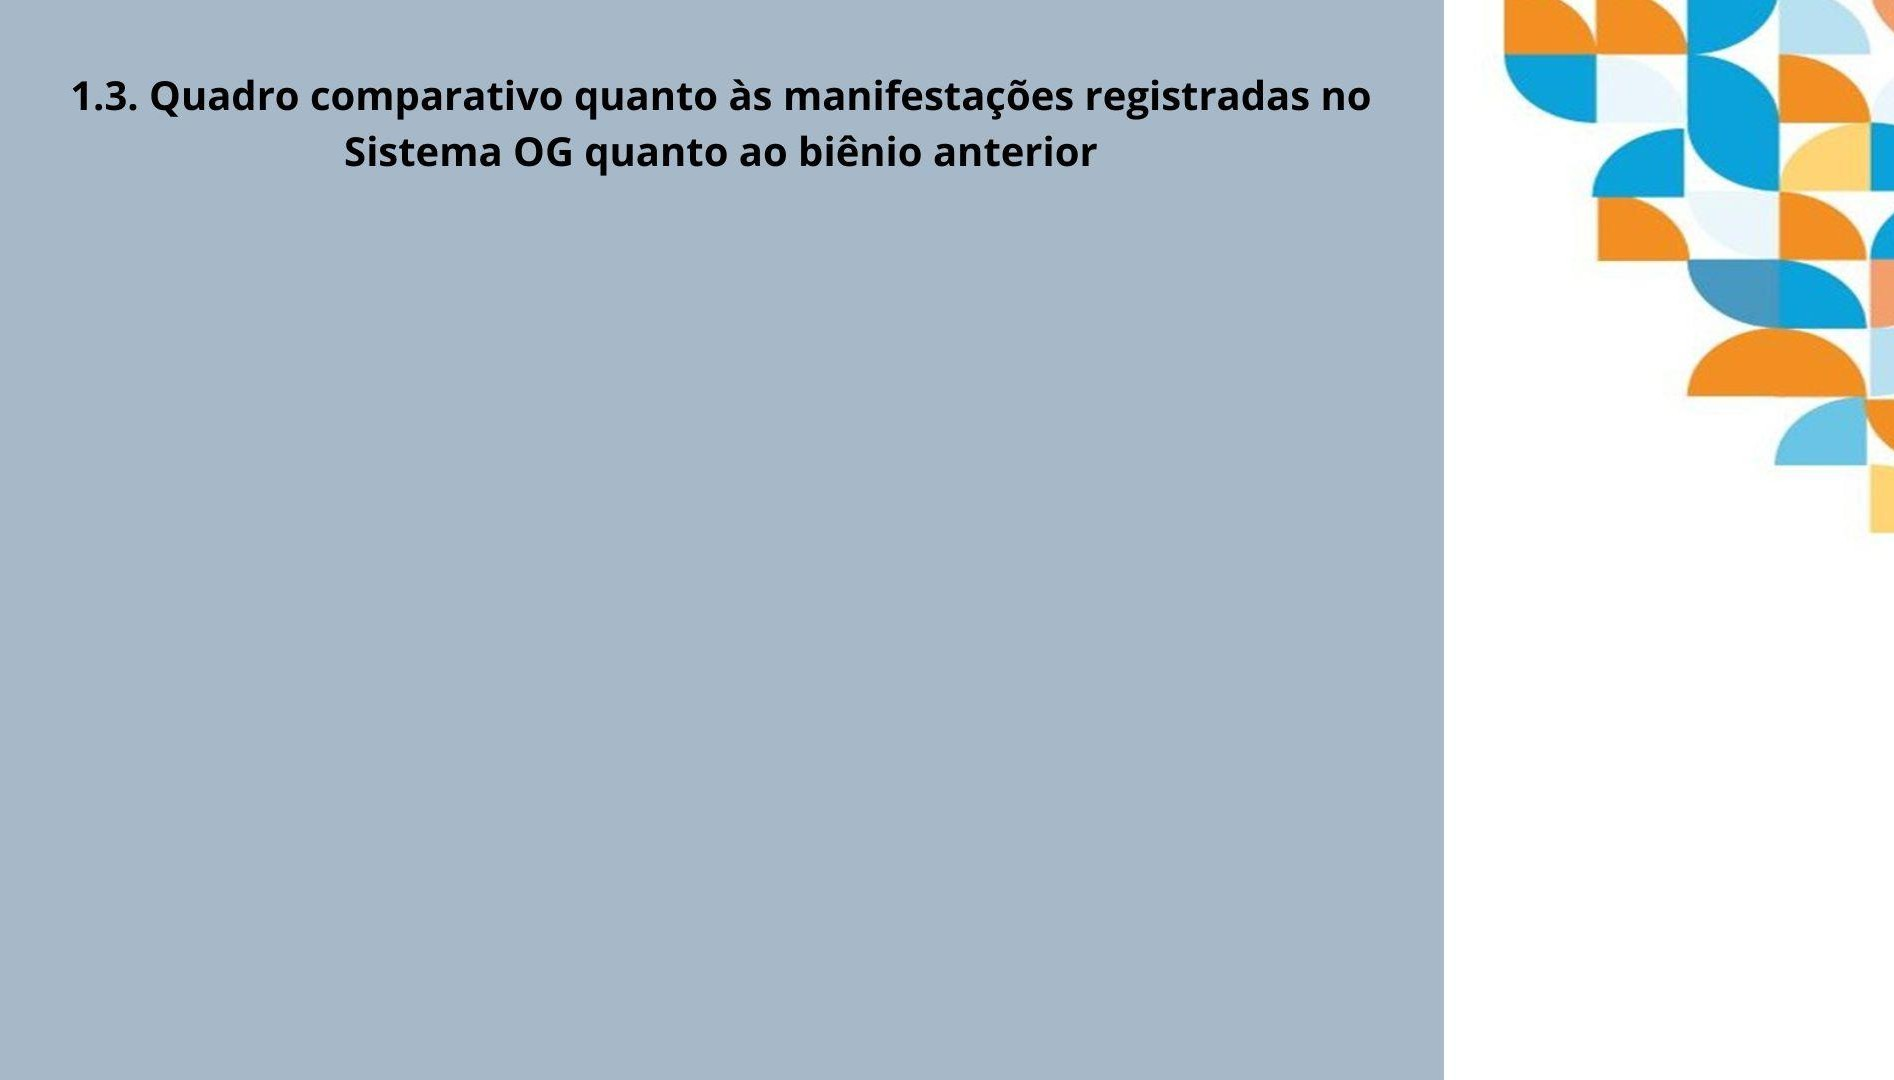 1.3. Quadro comparativo quanto às manifestações registradas no
Sistema OG quanto ao biênio anterior